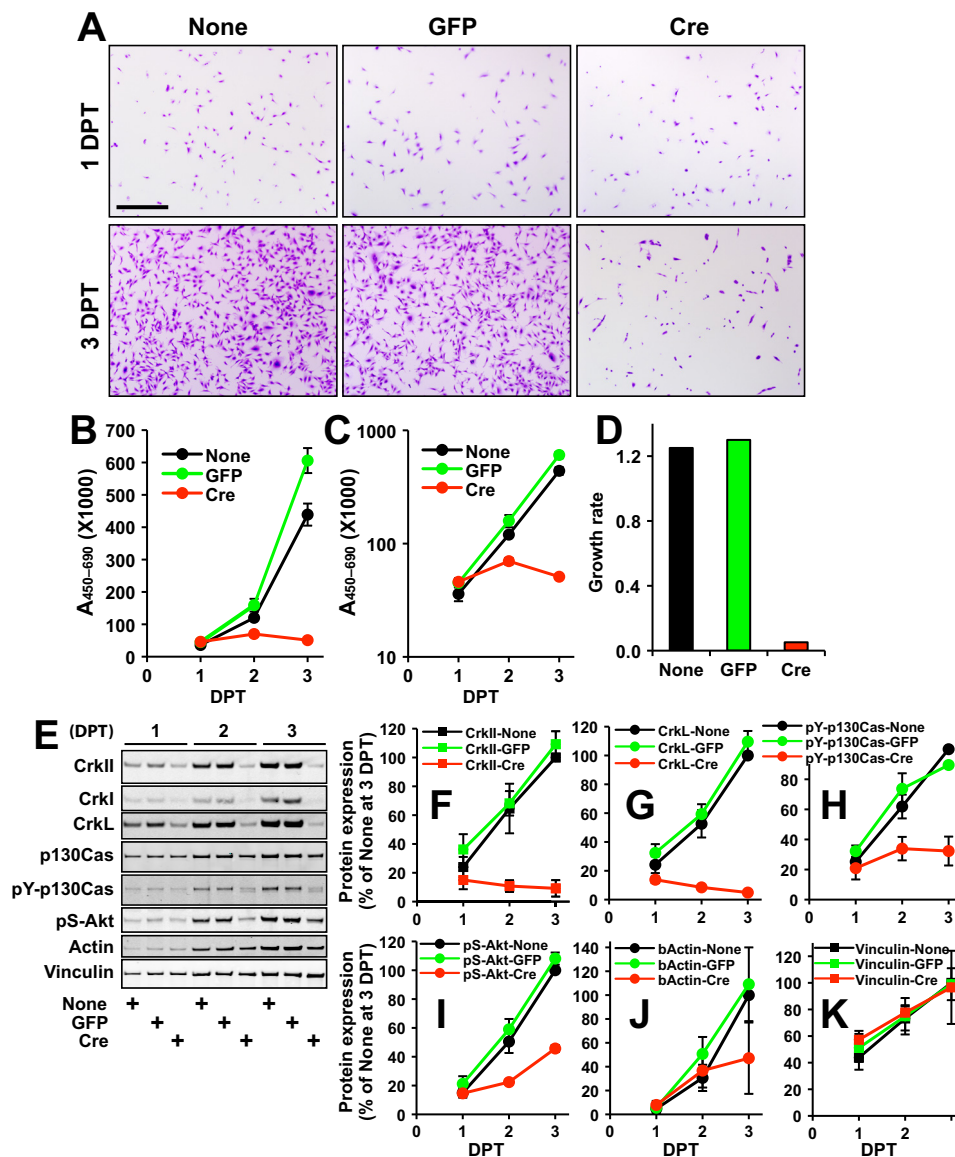 A
None
GFP
Cre
1 DPT
3 DPT
B
700
600
500
400
300
200
100
0
A450–690 (X1000)
None
GFP
Cre
0
1
2
3
DPT
C
1000
100
10
A450–690 (X1000)
None
GFP
Cre
0
1
2
3
DPT
D
1.2
0.9
0.6
0.3
0.0
Growth rate
None
GFP
Cre
E
(DPT)
1
2
3
CrkII
CrkI
CrkL
p130Cas
pY-p130Cas
pS-Akt
Actin
Vinculin
None
+
+
+
GFP
+
+
+
Cre
+
+
+
Protein expression
(% of None at 3 DPT)
120
100
80
60
40
20
0
CrkII-None
CrkII-GFP
CrkII-Cre
F
0
1
2
3
120
100
80
60
40
20
0
CrkL-None
CrkL-GFP
CrkL-Cre
G
0
1
2
3
pY-p130Cas-None
pY-p130Cas-GFP
pY-p130Cas-Cre
80
60
40
20
0
H
0
1
2
3
Protein expression
(% of None at 3 DPT)
120
100
80
60
40
20
0
pS-Akt-None
pS-Akt-GFP
pS-Akt-Cre
I
0
1
2
3
DPT
140
120
100
80
60
40
20
0
bActin-None
bActin-GFP
bActin-Cre
J
0
1
2
3
DPT
120
100
80
60
40
20
0
Vinculin-None
Vinculin-GFP
Vinculin-Cre
K
0
1
2
3
DPT